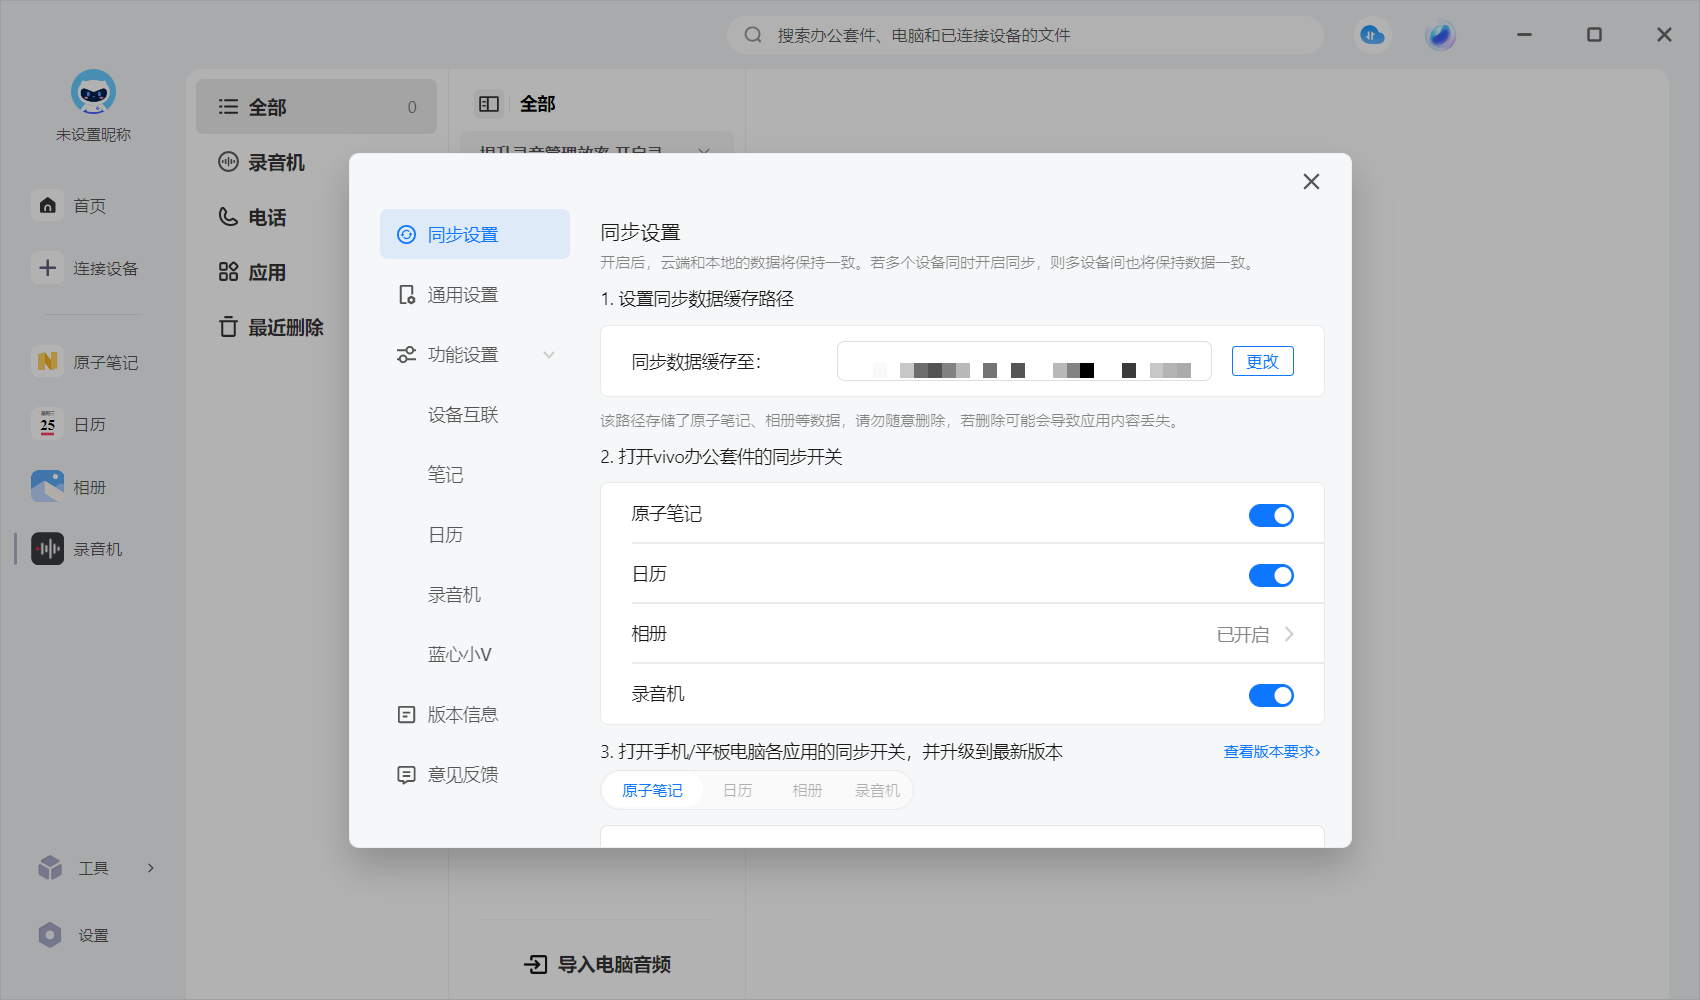 搜索办公套件、电脑和已连接设备的文件
未设置昵称
首页
连接设备
原子笔记
25
日历
相册
录音机
工具
设置
全部
0
录音机
电话
应用
最近删除
全部
提升录音管理效率 开启录
导入电脑音频
同步设置
通用设置
功能设置
设备互联
笔记
日历
录音机
蓝心小V
版本信息
意见反馈
同步设置
开启后，云端和本地的数据将保持一致。若多个设备同时开启同步，则多设备间也将保持数据一致。
1. 设置同步数据缓存路径
同步数据缓存至：
更改
该路径存储了原子笔记、相册等数据，请勿随意删除，若删除可能会导致应用内容丢失。
2. 打开vivo办公套件的同步开关
原子笔记
日历
相册
已开启
录音机
3. 打开手机/平板电脑各应用的同步开关，并升级到最新版本
查看版本要求›
原子笔记
日历
相册
录音机